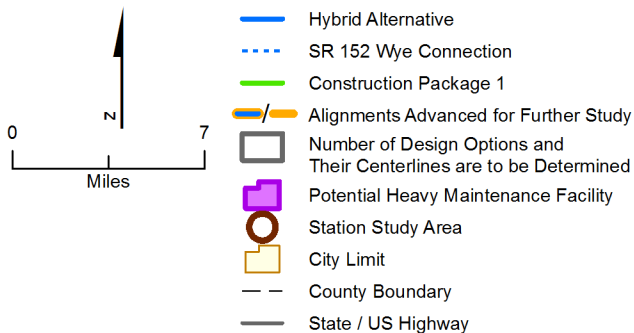 N
0 7
Miles
Hybrid Alternative
SR 152 Wye Connection
Construction Package 1
/ Alignments Advanced for Further Study
Number of Design Options and
Their Centerlines are to be Determined
Potential Heavy Maintenance Facility
Station Study Area
City Limit
County Boundary
State / US Highway